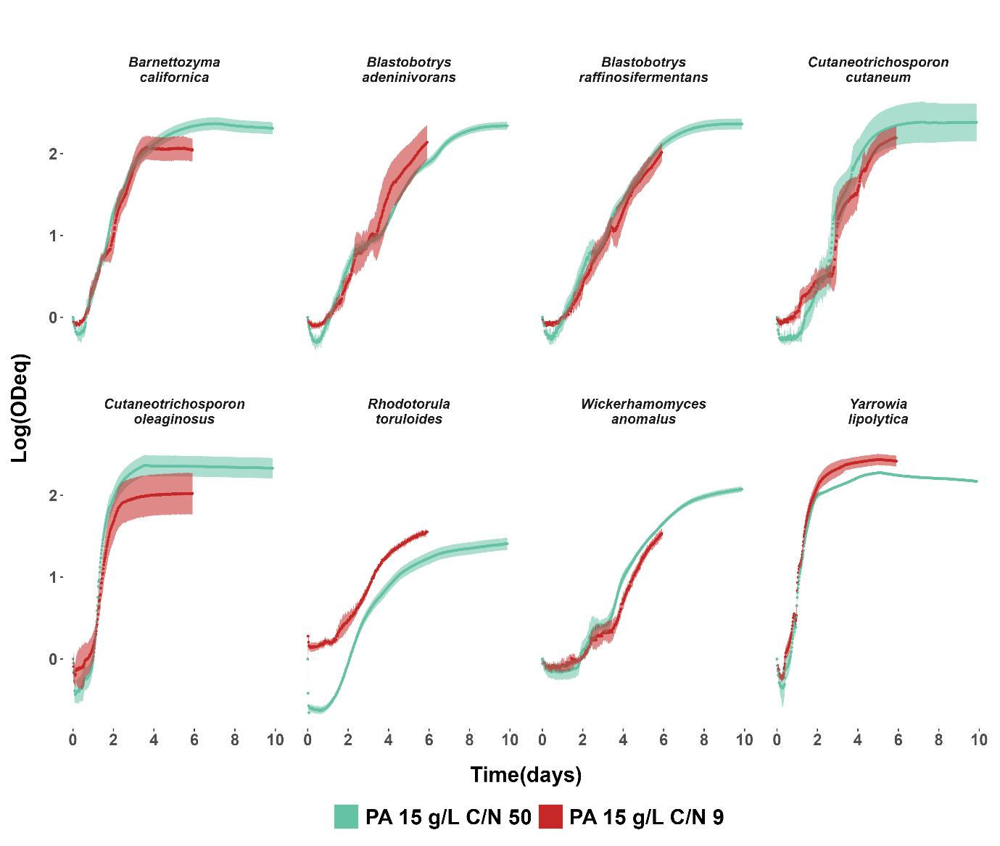 Barnettozyma
californica
Blastobotrys
adeninivorans
Blastobotrys
raffinosifermentans
Cutaneotrichosporon
cutaneum
2
1
0
Cutaneotrichosporon
oleaginosus
Rhodotorula
toruloides
Wickerhamomyces
anomalus
Yarrowia
lipolytica
2
1
0
Log(ODeq)
0 2 4 6 8 10 0 2 4 6 8 10 0 2 4 6 8 10 0 2 4 6 8 10
Time(days)
PA 15 g/L C/N 50 PA 15 g/L C/N 9